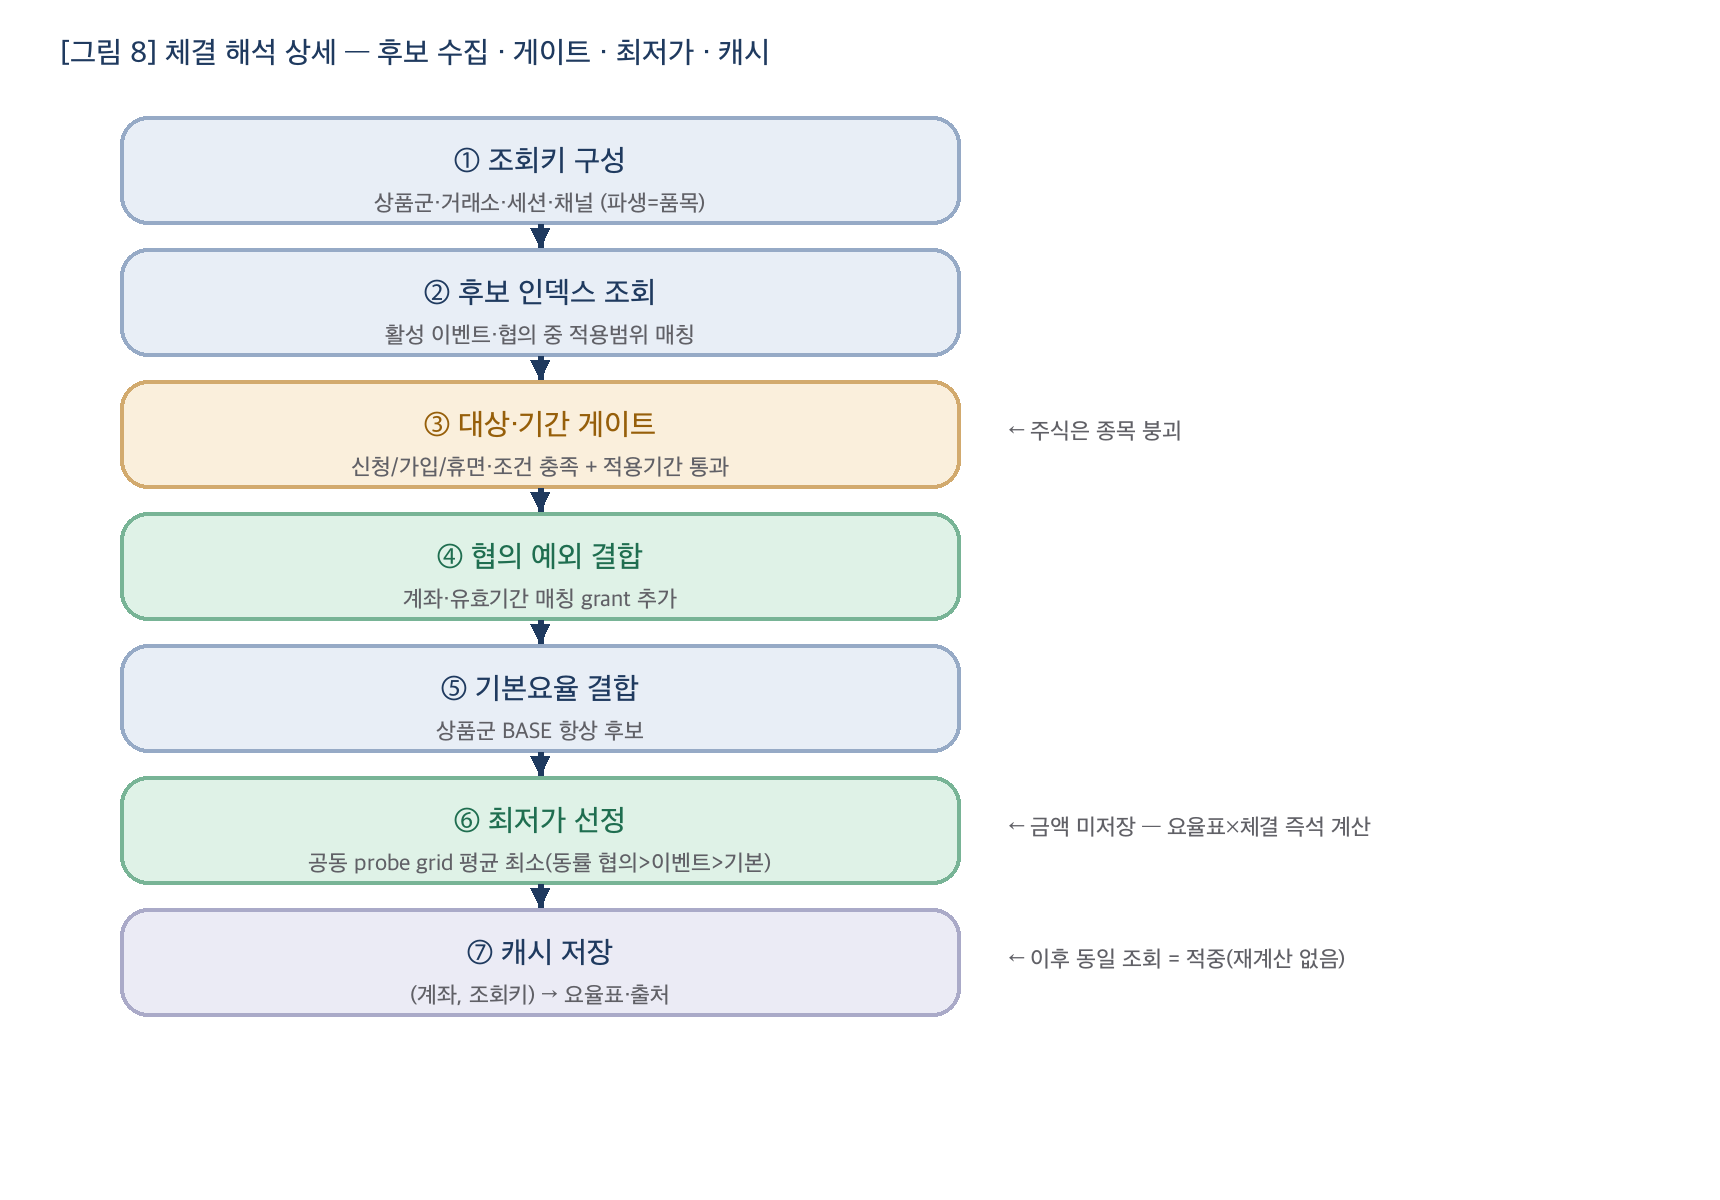 [그림 8] 체결 해석 상세 — 후보 수집 · 게이트 · 최저가 · 캐시
① 조회키 구성
상품군·거래소·세션·채널 (파생=품목)
② 후보 인덱스 조회
활성 이벤트·협의 중 적용범위 매칭
③ 대상·기간 게이트
신청/가입/휴면·조건 충족 + 적용기간 통과
← 주식은 종목 붕괴
④ 협의 예외 결합
계좌·유효기간 매칭 grant 추가
⑤ 기본요율 결합
상품군 BASE 항상 후보
⑥ 최저가 선정
공동 probe grid 평균 최소(동률 협의>이벤트>기본)
← 금액 미저장 — 요율표×체결 즉석 계산
⑦ 캐시 저장
(계좌, 조회키) → 요율표·출처
← 이후 동일 조회 = 적중(재계산 없음)